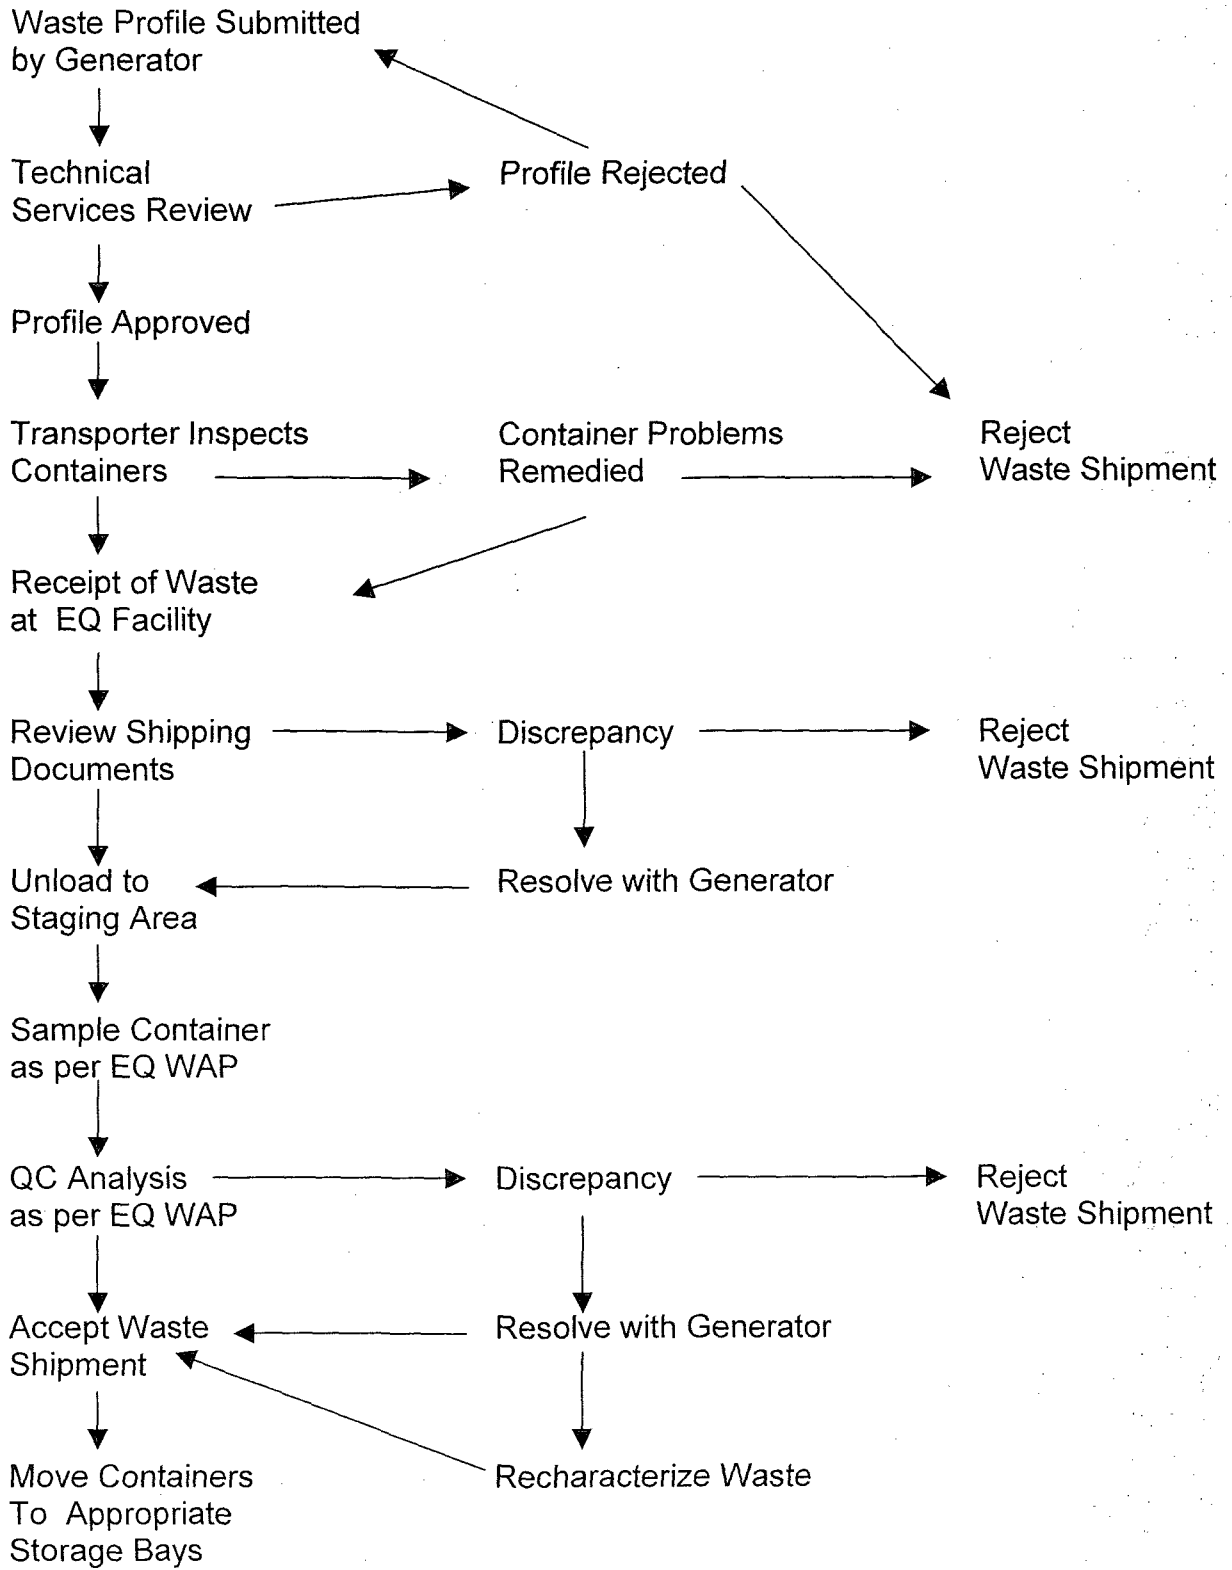 Waste Profile Submitted
by Generator
Technical
Services Review
Profile Rejected
Profile Approved
Transporter Inspects
Containers
Container Problems
Remedied
Reject
Waste Shipment
Receipt of Waste
at EQ Facility
Review Shipping
Documents
Discrepancy
Reject
Waste Shipment
Unload to
Staging Area
Resolve with Generator
Sample Container
as per EQ WAP
QC Analysis
as per EQ WAP
Discrepancy
Reject
Waste Shipment
Accept Waste
Shipment
Resolve with Generator
Move Containers
To Appropriate
Storage Bays
Recharacterize Waste